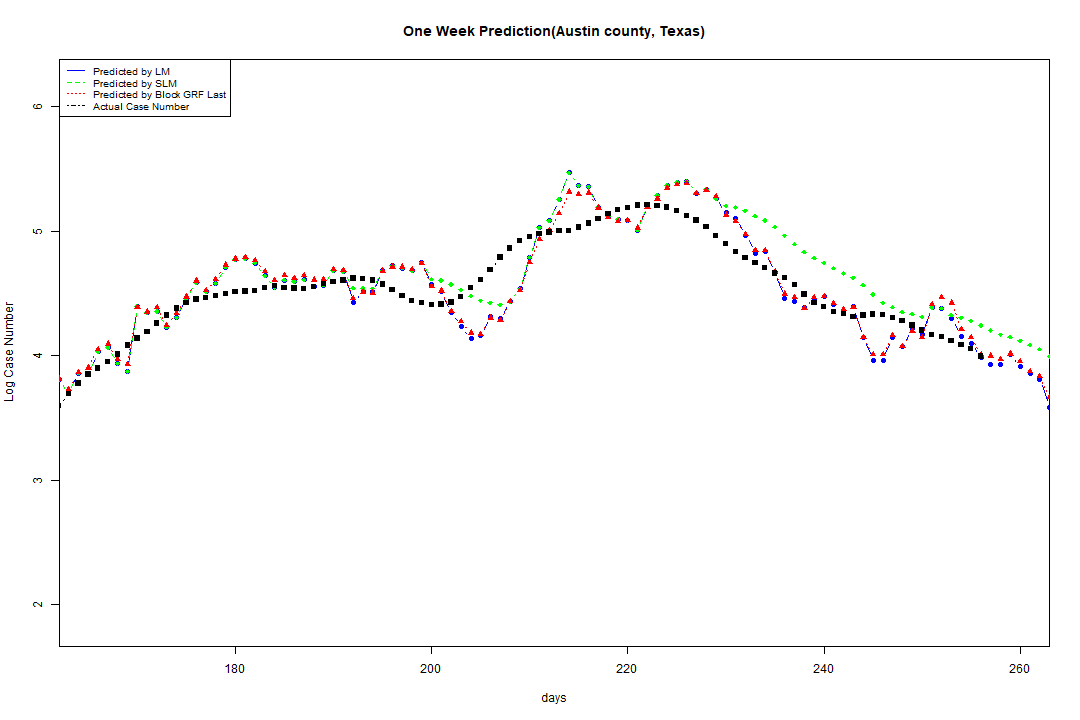 One Week Prediction(Austin county, Texas)
Predicted by LM
Predicted by SLM
Predicted by Block GRF Last
Actual Case Number
6
5
4
3
2
Log Case Number
180
200
220
240
260
days